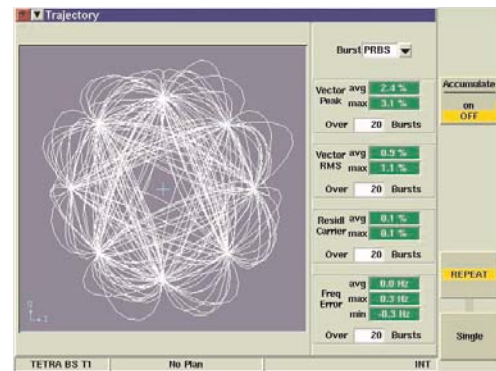 Trajectory
Burst PRBS
Vector Peak avg 2.4 %
max 3.1 %
Over 20 Bursts
Vector RMS avg 0.9 %
max 1.1 %
Over 20 Bursts
Residl Carrier avg 0.1 %
max 0.1 %
Over 20 Bursts
Freq Error avg 0.0 Hz
max 0.3 Hz
min -0.3 Hz
Over 20 Bursts
Accumulate
on
OFF
REPEAT
Single
Q
I
TETRA BS T1
No Plan
INT